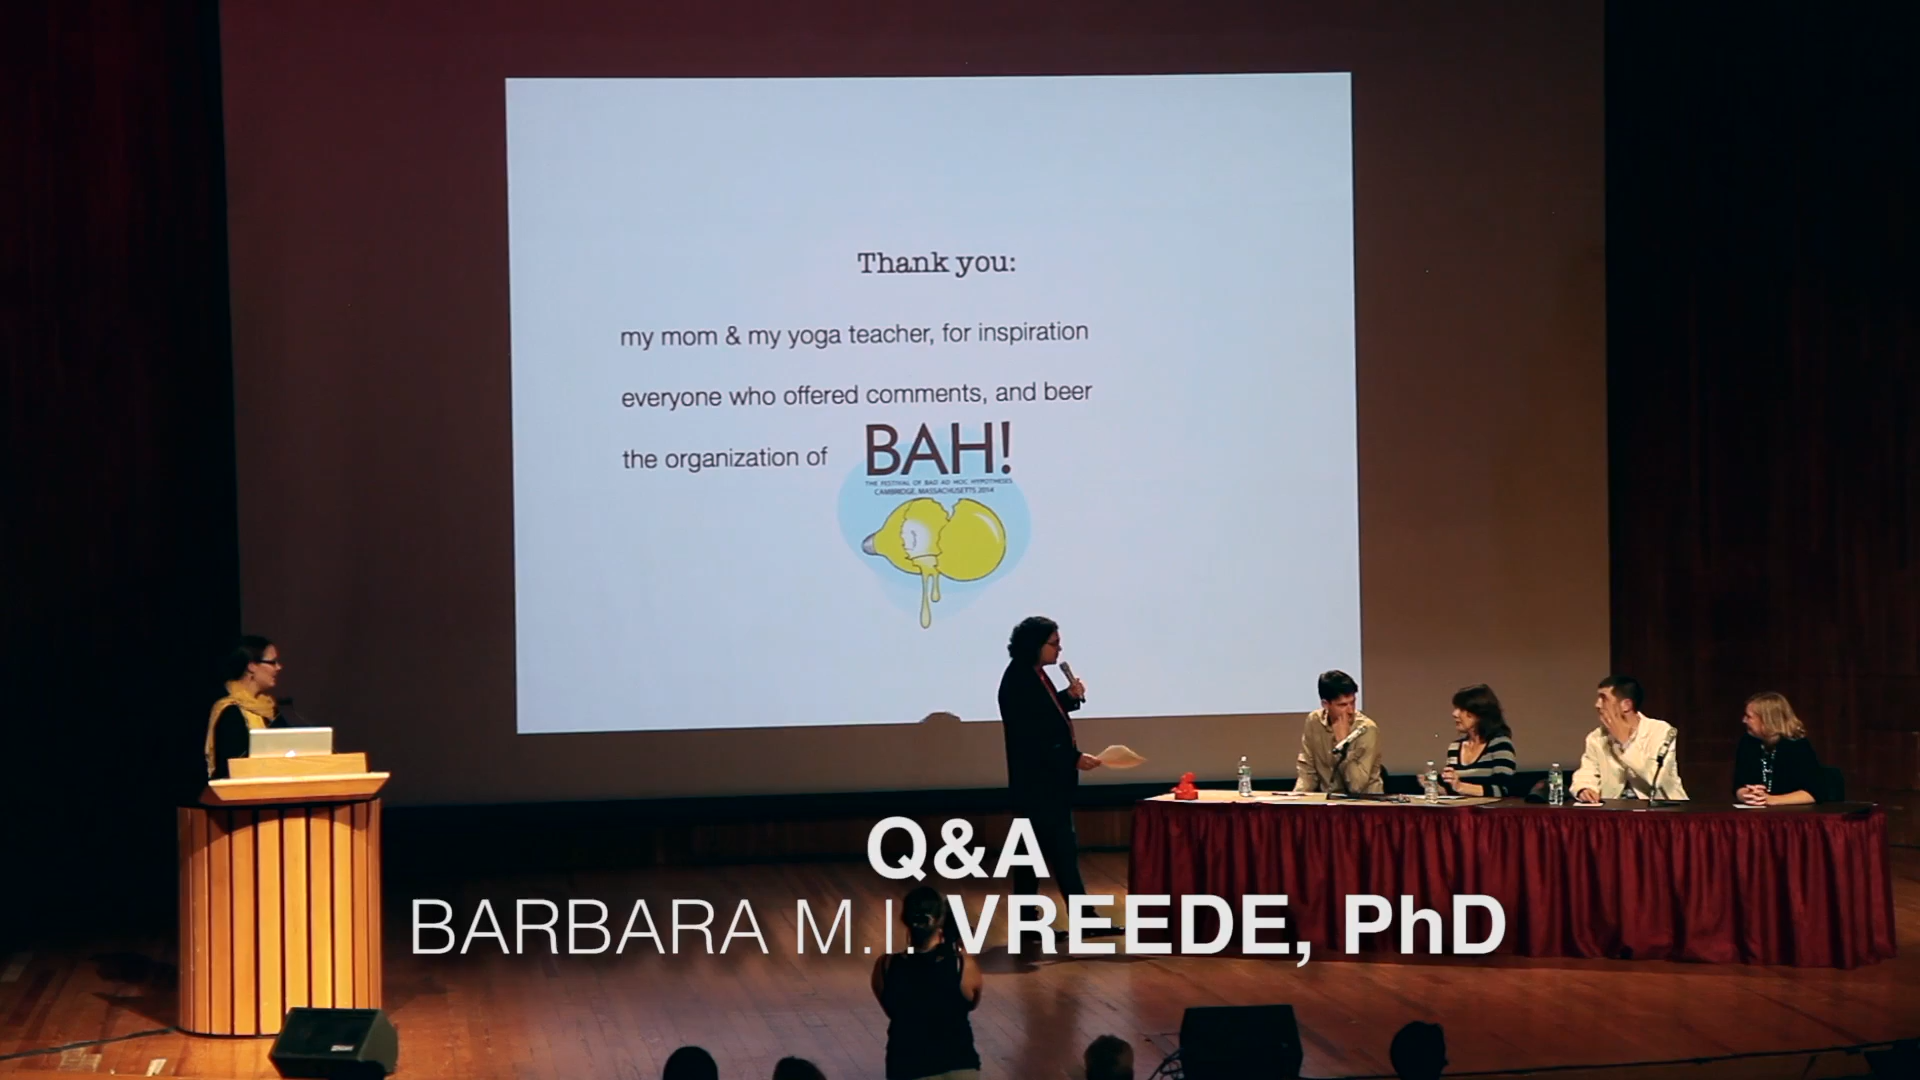 Thank you:
my mom & my yoga teacher, for inspiration
everyone who offered comments, and beer
the organization of BAH!
THE FESTIVAL OF BAD AD HOC HYPOTHESES
CAMBRIDGE, MASSACHUSETTS 2014
Q&A
BARBARA M.I. VREEDE, PhD